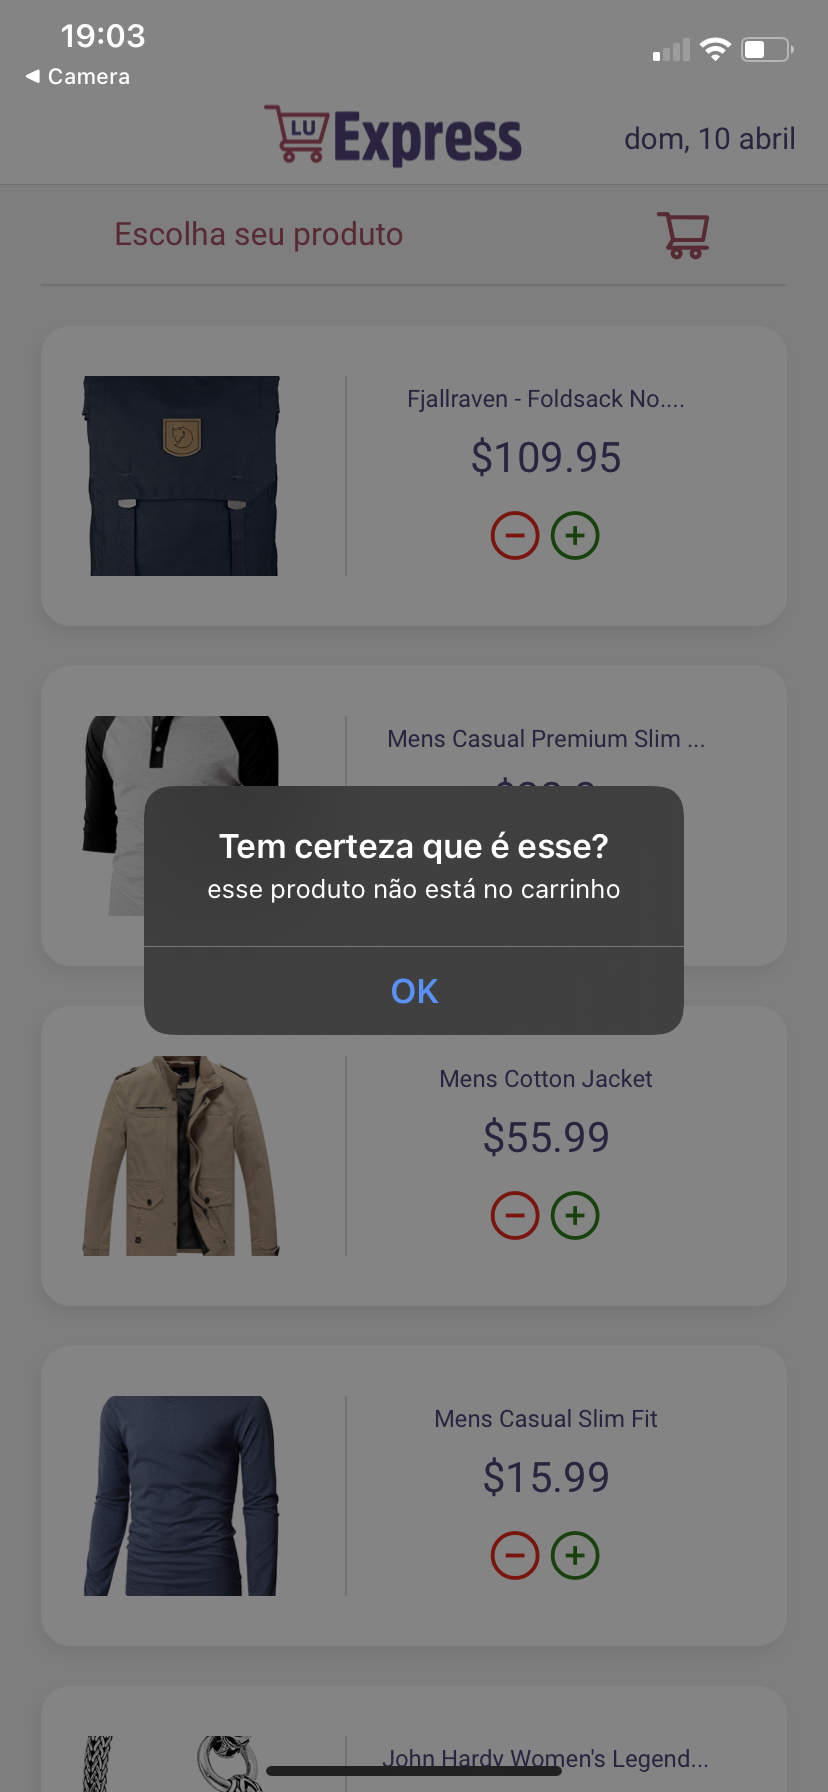 19:03
◀ Camera
LU Express
dom, 10 abril
Escolha seu produto
Fjallraven - Foldsack No....
$109.95
Mens Casual Premium Slim ...
Tem certeza que é esse?
esse produto não está no carrinho
OK
Mens Cotton Jacket
$55.99
Mens Casual Slim Fit
$15.99
John Hardy Women's Legend...